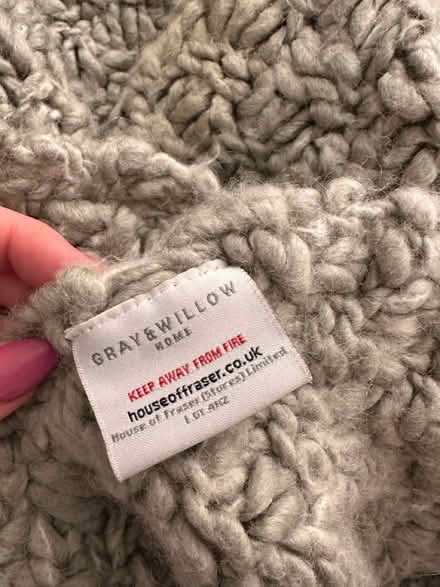 GRAY&WILLOW
HOME
KEEP AWAY FROM FIRE
houseoffraser.co.uk
House of Fraser (Stores) Limited